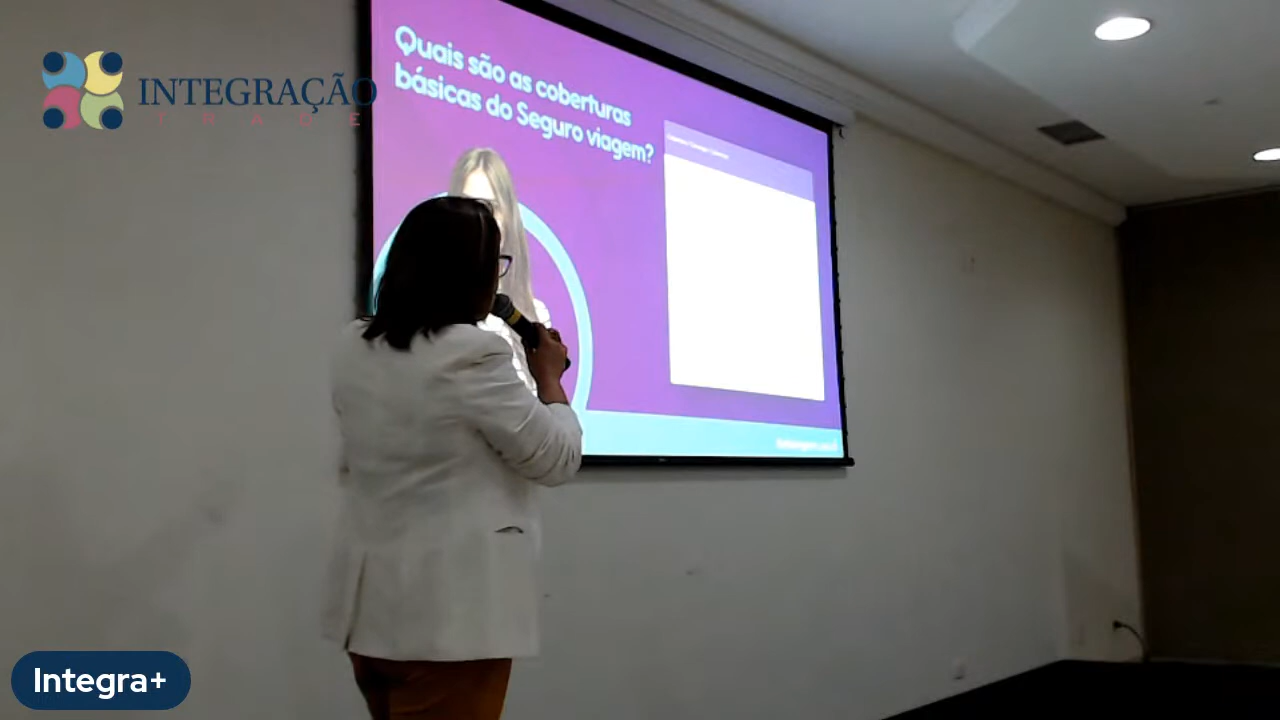 Quais são as coberturas
básicas do Seguro viagem?
INTEGRAÇÃO
TRADE
Integra+